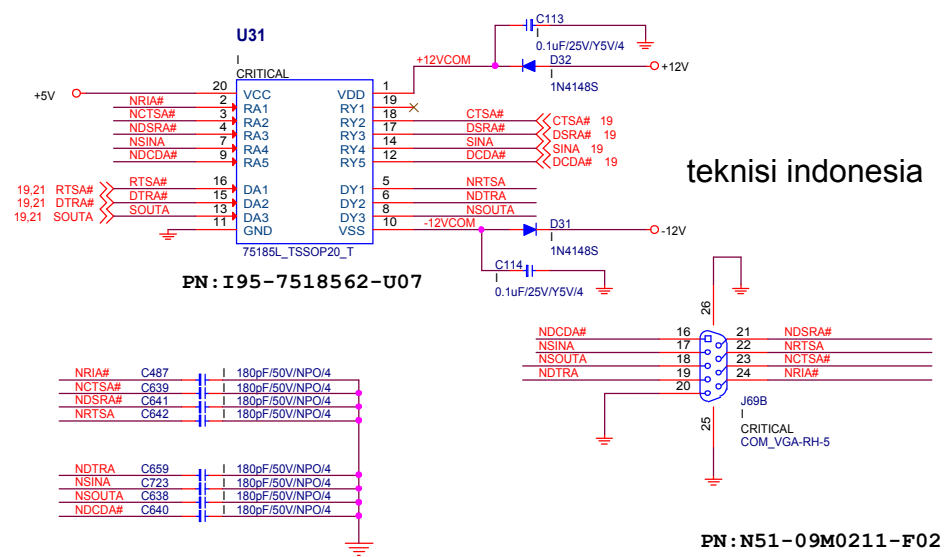 U31
I
CRITICAL
C113
I
0.1uF/25V/Y5V/4
+12VCOM
D32
I
1N4148S
+12V
+5V
20 VCC VDD 1
NRIA# 2 RA1 RY1 19
NCTSA# 3 RA2 RY2 18 CTSA# CTSA# 19
NDSRA# 4 RA3 RY3 17 DSRA# DSRA# 19
NSINA 7 RA4 RY4 14 SINA SINA 19
NDCDA# 9 RA5 RY5 12 DCDA# DCDA# 19
teknisi indonesia
19,21 RTSA# RTSA# 16 DA1 DY1 5 NRTSA
19,21 DTRA# DTRA# 15 DA2 DY2 6 NDTRA
19,21 SOUTA SOUTA 13 DA3 DY3 8 NSOUTA
11 GND VSS 10 -12VCOM
D31
I
1N4148S
-12V
75185L_TSSOP20_T
PN:I95-7518562-U07
C114
I
0.1uF/25V/Y5V/4
26
NDCDA# 16 21 NDSRA#
NSINA 17 22 NRTSA
NSOUTA 18 23 NCTSA#
NDTRA 19 24 NRIA#
20
25
J69B
I
CRITICAL
COM_VGA-RH-5
NRIA# C487 I 180pF/50V/NPO/4
NCTSA# C639 I 180pF/50V/NPO/4
NDSRA# C641 I 180pF/50V/NPO/4
NRTSA C642 I 180pF/50V/NPO/4
NDTRA C659 I 180pF/50V/NPO/4
NSINA C723 I 180pF/50V/NPO/4
NSOUTA C638 I 180pF/50V/NPO/4
NDCDA# C640 I 180pF/50V/NPO/4
PN:N51-09M0211-F02